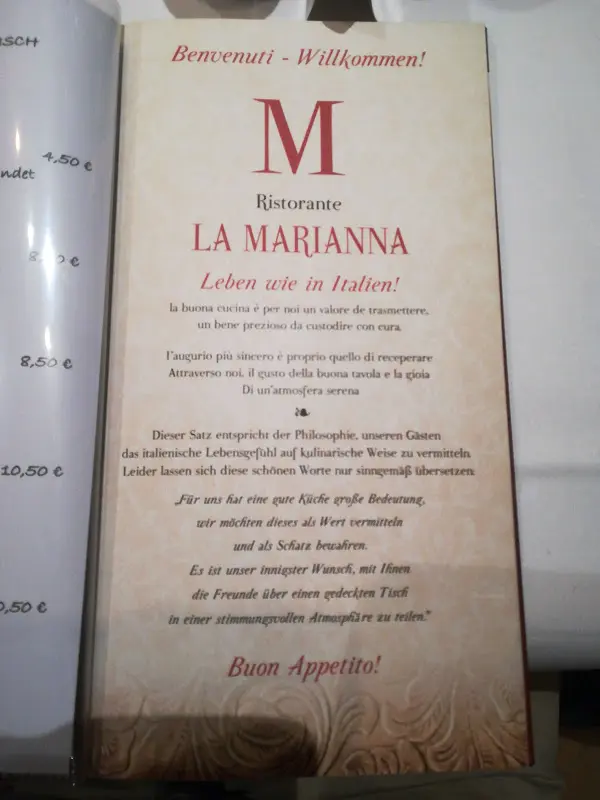 ISCH
4,50 €
ndet
€
8,50 €
10,50 €
0,50 €
Benvenuti - Willkommen!
M
Ristorante
LA MARIANNA
Leben wie in Italien!
la buona cucina è per noi un valore de trasmettere,
un bene prezioso da custodire con cura.
l'augurio più sincero è proprio quello di receperare
Attraverso noi, il gusto della buona tavola e la gioia
Di un'atmosfera serena
Dieser Satz entspricht der Philosophie, unseren Gästen
das italienische Lebensgefühl auf kulinarische Weise zu vermitteln
Leider lassen sich diese schönen Worte nur sinngemäß übersetzen:
„Für uns hat eine gute Küche große Bedeutung,
wir möchten dieses als Wert vermitteln
und als Schatz bewahren.
Es ist unser innigster Wunsch, mit Ihnen
die Freunde über einen gedeckten Tisch
in einer stimmungsvollen Atmosphäre zu teilen."
Buon Appetito!